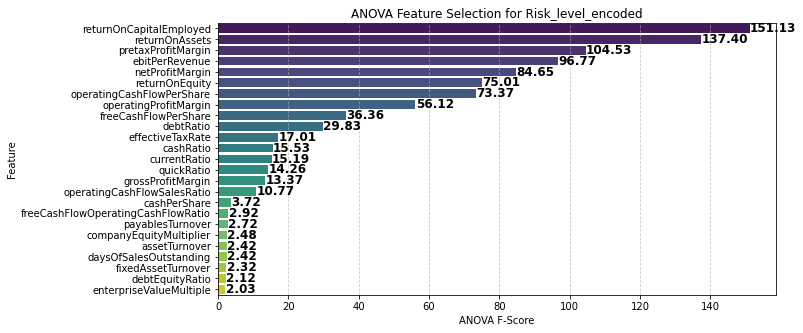 ANOVA Feature Selection for Risk_level_encoded
returnOnCapitalEmployed 151.13
returnOnAssets 137.40
pretaxProfitMargin 104.53
ebitPerRevenue 96.77
netProfitMargin 84.65
returnOnEquity 75.01
operatingCashFlowPerShare 73.37
operatingProfitMargin 56.12
freeCashFlowPerShare 36.36
debtRatio 29.83
effectiveTaxRate 17.01
cashRatio 15.53
currentRatio 15.19
quickRatio 14.26
grossProfitMargin 13.37
operatingCashFlowSalesRatio 10.77
cashPerShare 3.72
freeCashFlowOperatingCashFlowRatio 2.92
payablesTurnover 2.72
companyEquityMultiplier 2.48
assetTurnover 2.42
daysOfSalesOutstanding 2.42
fixedAssetTurnover 2.32
debtEquityRatio 2.12
enterpriseValueMultiple 2.03
Feature
0 20 40 60 80 100 120 140
ANOVA F-Score